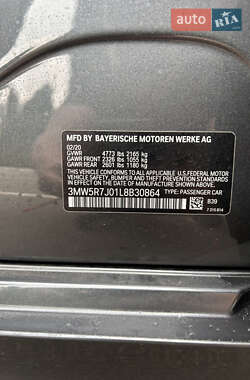 AUTO.RIA
MFD BY BAYERISCHE MOTOREN WERKE AG
02/20
GVWR 4773 lbs 2165 kg
GAWR FRONT 2326 lbs 1055 kg
GAWR REAR 2601 lbs 1180 kg
THIS VEHICLE CONFORMS TO ALL APPLICABLE U.S. FEDERAL MOTOR
VEHICLE SAFETY, BUMPER, AND THEFT PREVENTION STANDARDS IN
EFFECT ON THE DATE OF MANUFACTURE SHOWN ABOVE.
3MW5R7J01L8B30864
TYPE: PASSENGER CAR
839